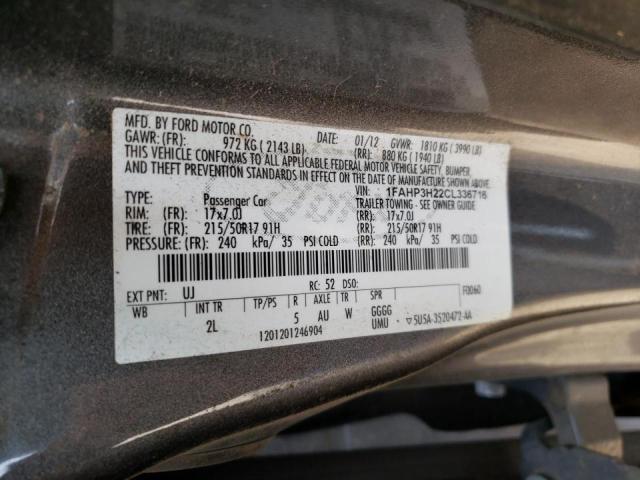 MFD. BY FORD MOTOR CO.
DATE: 01/12 GVWR: 1810 KG ( 3990 LB)
GAWR: (FR): 972 KG ( 2143 LB) (RR): 880 KG ( 1940 LB)
THIS VEHICLE CONFORMS TO ALL APPLICABLE FEDERAL MOTOR VEHICLE SAFETY, BUMPER,
AND THEFT PREVENTION STANDARDS IN EFFECT ON THE DATE OF MANUFACTURE SHOWN ABOVE.
VIN: 1FAHP3H22CL336716
TYPE: Passenger Car TRAILER TOWING - SEE OWNER GUIDE
RIM: (FR): 17x7.0J (RR): 17x7.0J
TIRE: (FR): 215/50R17 91H (RR): 215/50R17 91H
PRESSURE: (FR): 240 kPa/ 35 PSI COLD (RR): 240 kPa/ 35 PSI COLD
EXT PNT: UJ RC: 52 DSO: F0060
WB INT TR TP/PS R AXLE TR SPR
2L 5 AU W GGGG
UMU
1201201246904
5U5A-3520472-AA